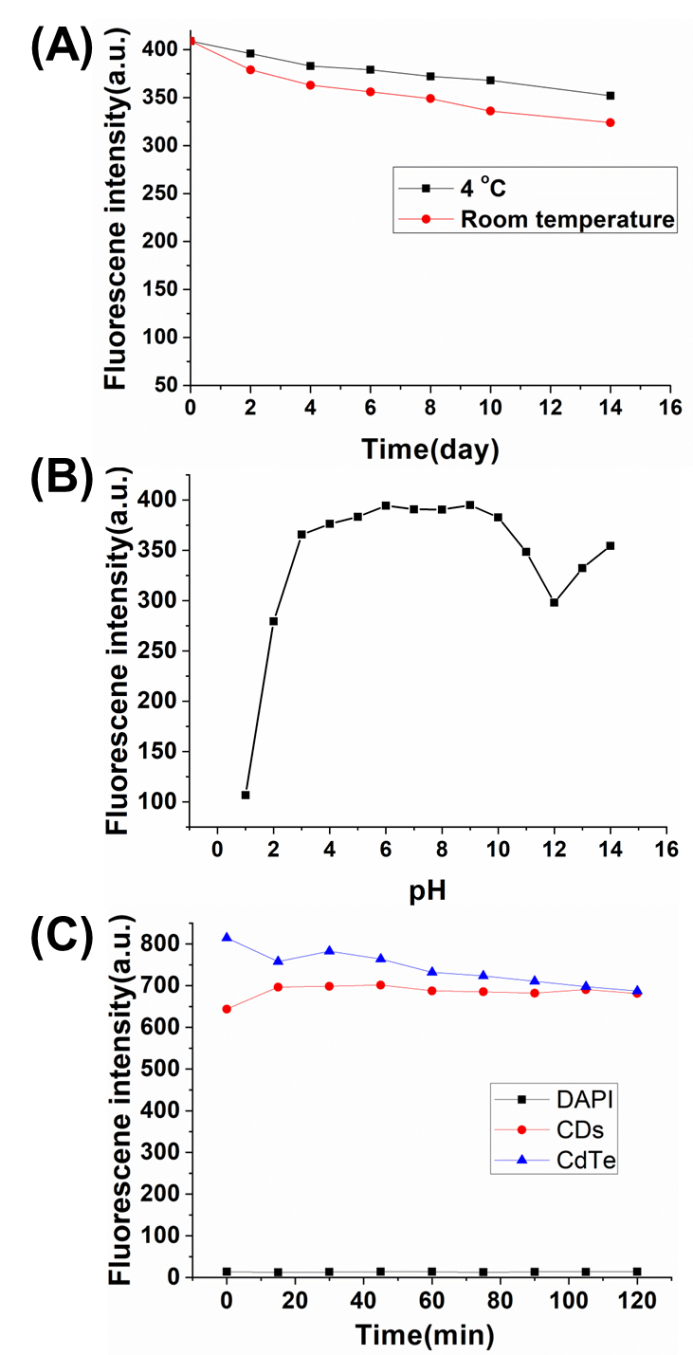 (A)
Fluorescene intensity(a.u.)
400
350
300
250
200
150
100
50
4 °C
Room temperature
0 2 4 6 8 10 12 14 16
Time(day)
(B)
Fluorescene intensity(a.u.)
400
350
300
250
200
150
100
0 2 4 6 8 10 12 14 16
pH
(C)
Fluorescene intensity(a.u.)
800
700
600
500
400
300
200
100
0
DAPI
CDs
CdTe
0 20 40 60 80 100 120
Time(min)